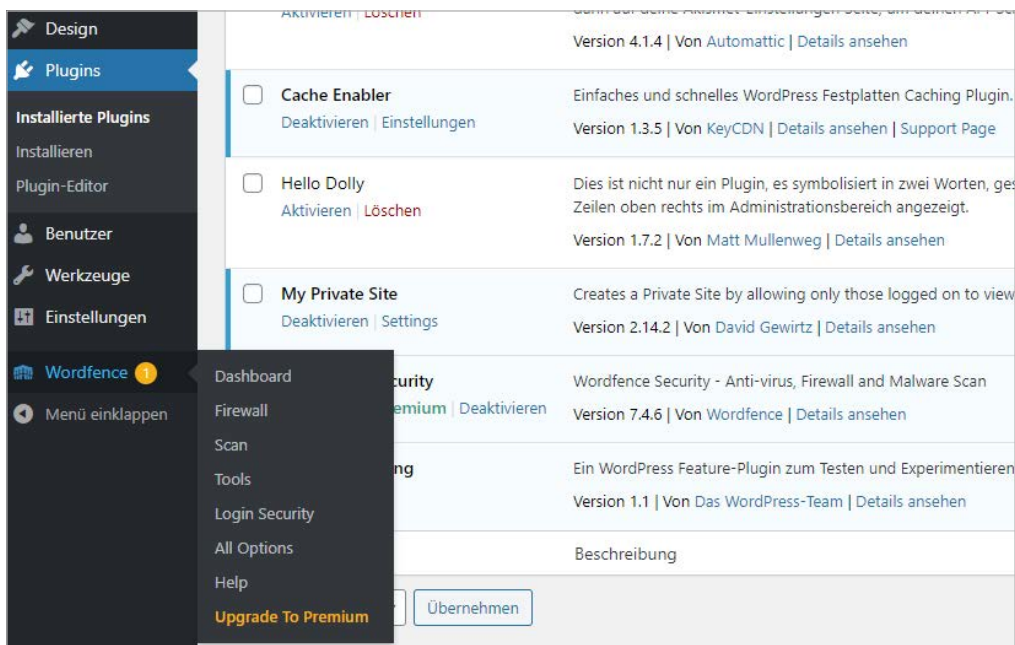 Design
Plugins
Installierte Plugins
Installieren
Plugin-Editor
Benutzer
Werkzeuge
Einstellungen
Wordfence 1
Menü einklappen
Dashboard
Firewall
Scan
Tools
Login Security
All Options
Help
Upgrade To Premium
Aktivieren | Löschen
Version 4.1.4 | Von Automattic | Details ansehen
Cache Enabler
Deaktivieren | Einstellungen
Einfaches und schnelles WordPress Festplatten Caching Plugin.
Version 1.3.5 | Von KeyCDN | Details ansehen | Support Page
Hello Dolly
Aktivieren | Löschen
Dies ist nicht nur ein Plugin, es symbolisiert in zwei Worten, ges
Zeilen oben rechts im Administrationsbereich angezeigt.
Version 1.7.2 | Von Matt Mullenweg | Details ansehen
My Private Site
Deaktivieren | Settings
Creates a Private Site by allowing only those logged on to view
Version 2.14.2 | Von David Gewirtz | Details ansehen
curity
emium | Deaktivieren
Wordfence Security - Anti-virus, Firewall and Malware Scan
Version 7.4.6 | Von Wordfence | Details ansehen
ng
Ein WordPress Feature-Plugin zum Testen und Experimentieren
Version 1.1 | Von Das WordPress-Team | Details ansehen
Beschreibung
Übernehmen